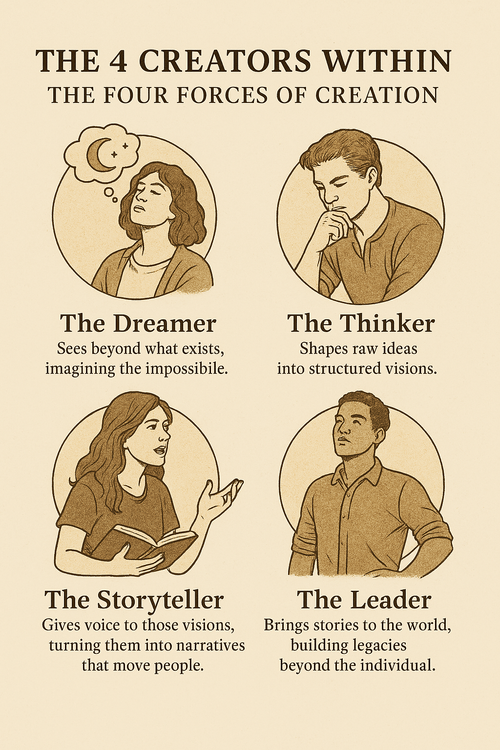 THE 4 CREATORS WITHIN
THE FOUR FORCES OF CREATION
The Dreamer
Sees beyond what exists,
imagining the impossibile.
The Thinker
Shapes raw ideas
into structured visions.
The Storyteller
Gives voice to those visions,
turning them into narratives
that move people.
The Leader
Brings stories to the world,
building legacies
beyond the individual.